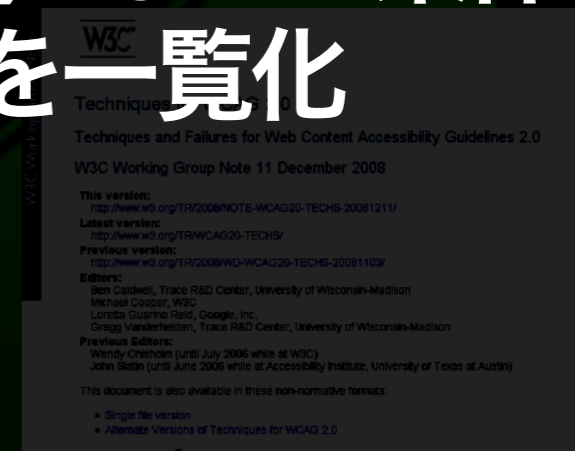 を一覧化
W3C
Techniques for WCAG 2.0
Techniques and Failures for Web Content Accessibility Guidelines 2.0
W3C Working Group Note 11 December 2008
This version:
http://www.w3.org/TR/2008/NOTE-WCAG20-TECHS-20081211/
Latest version:
http://www.w3.org/TR/WCAG20-TECHS/
Previous version:
http://www.w3.org/TR/2008/WD-WCAG20-TECHS-20081103/
Editors:
Ben Caldwell, Trace R&D Center, University of Wisconsin-Madison
Michael Cooper, W3C
Loretta Guarino Reid, Google, Inc.
Gregg Vanderheiden, Trace R&D Center, University of Wisconsin-Madison
Previous Editors:
Wendy Chisholm (until July 2006 while at W3C)
John Slatin (until June 2006 while at Accessibility Institute, University of Texas at Austin)
This document is also available in these non-normative formats:
Single file version
Alternate Versions of Techniques for WCAG 2.0